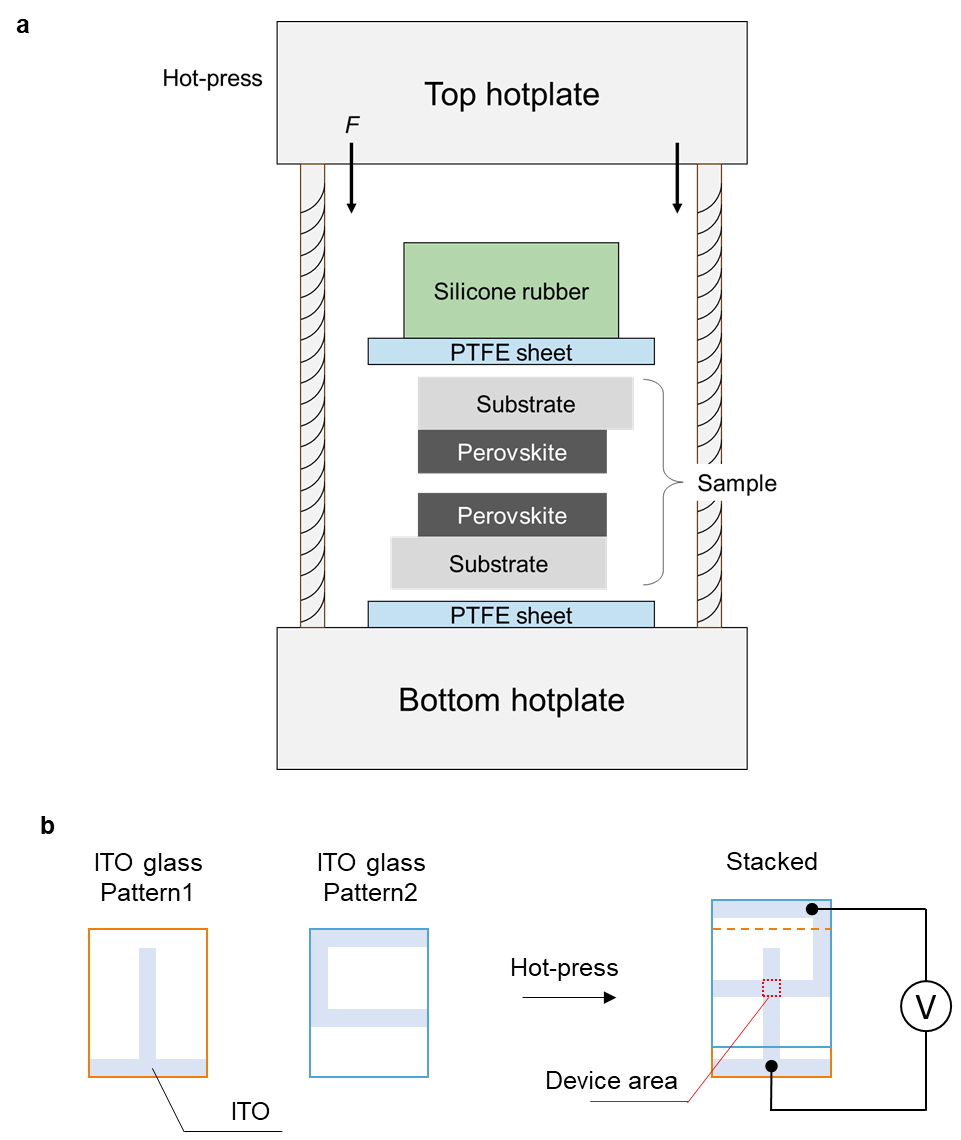 a
Hot-press
Top hotplate
F
Silicone rubber
PTFE sheet
Substrate
Perovskite
Sample
Perovskite
Substrate
PTFE sheet
Bottom hotplate
b
ITO glass
Pattern1
ITO glass
Pattern2
Stacked
Hot-press
V
Device area
ITO